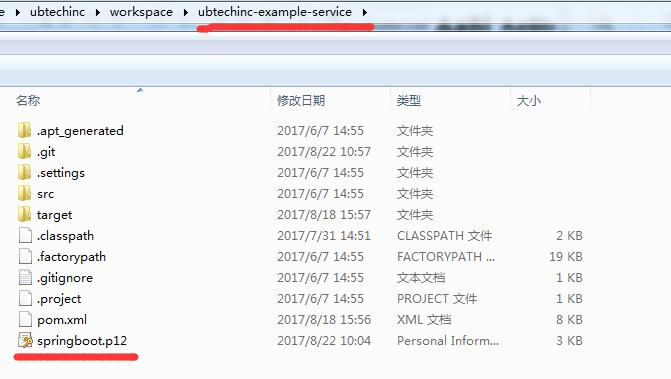 e ▸ ubtechinc ▸ workspace ▸ ubtechinc-example-service ▸
名称 修改日期 类型 大小
.apt_generated 2017/6/7 14:55 文件夹
.git 2017/8/22 10:57 文件夹
.settings 2017/6/7 14:55 文件夹
src 2017/6/7 14:55 文件夹
target 2017/8/18 15:57 文件夹
.classpath 2017/7/31 14:51 CLASSPATH 文件 2 KB
.factorypath 2017/6/7 14:55 FACTORYPATH ... 19 KB
.gitignore 2017/6/7 14:55 文本文档 1 KB
.project 2017/6/7 14:55 PROJECT 文件 1 KB
pom.xml 2017/8/18 15:56 XML 文档 8 KB
springboot.p12 2017/8/22 10:04 Personal Inform... 3 KB